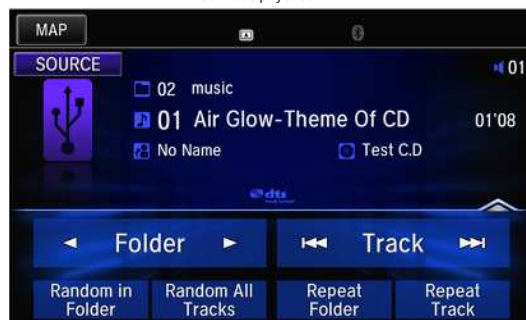 MAP
SOURCE
01
02 music
01 Air Glow-Theme Of CD 01'08
No Name Test C.D
dts
Folder Track
Random in Folder Random All Tracks Repeat Folder Repeat Track